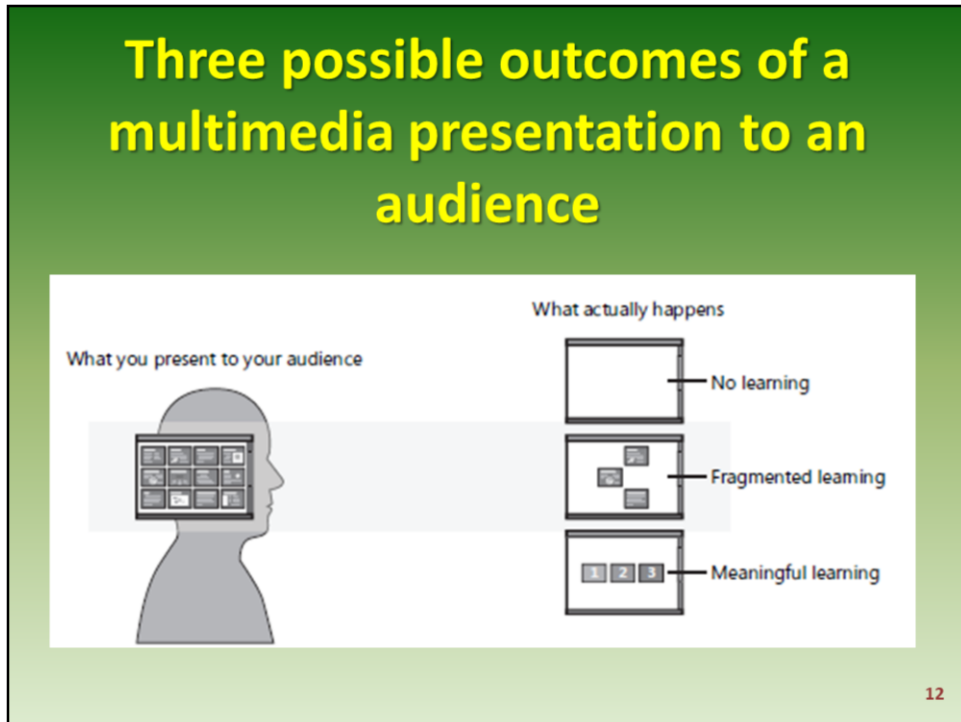 Three possible outcomes of a
multimedia presentation to an
audience
What you present to your audience
What actually happens
No learning
Fragmented learning
1 2 3
Meaningful learning
12